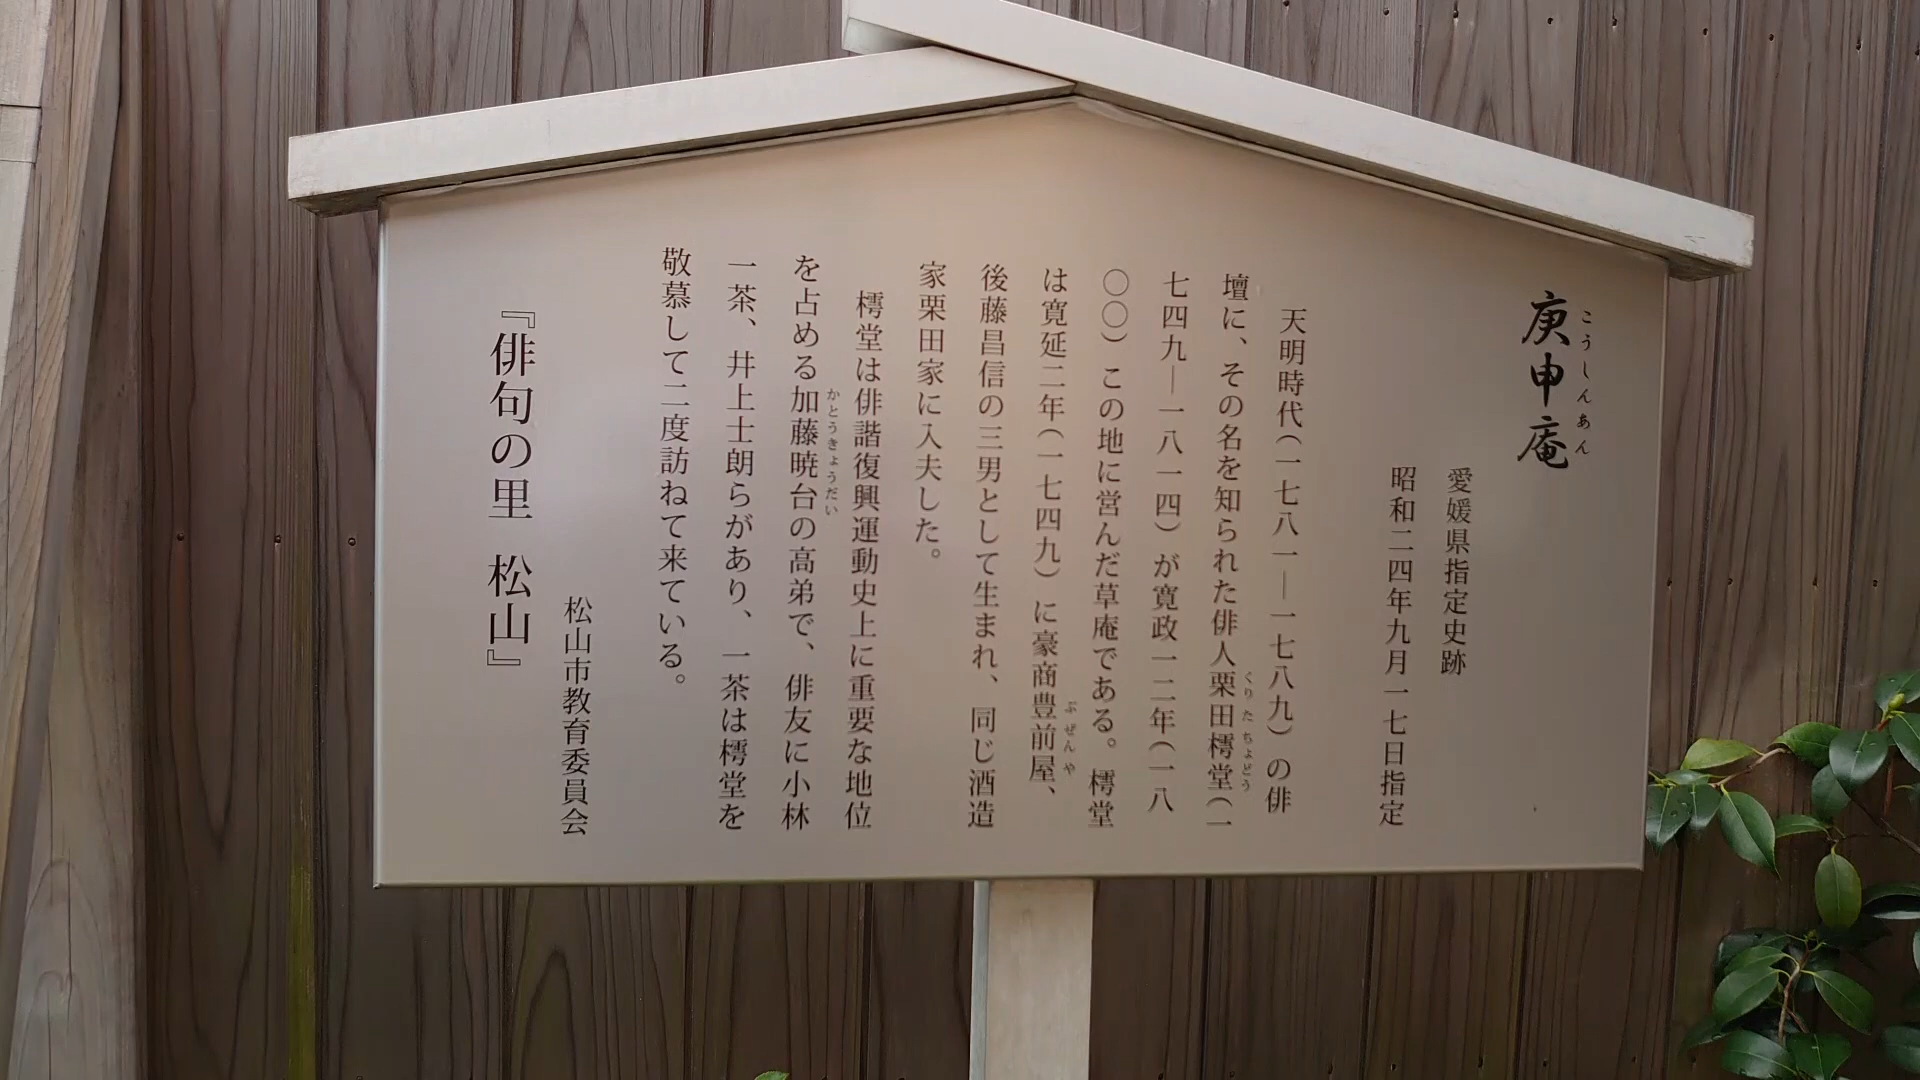 庚申庵
こうしんあん
愛媛県指定史跡
昭和二四年九月一七日指定
天明時代(一七八一―一七八九)の俳
壇に、その名を知られた俳人栗田樗堂(一
くりたちょどう
七四九―一八一四)が寛政一二年(一八
〇〇)この地に営んだ草庵である。樗堂
は寛延二年(一七四九)に豪商豊前屋、
ぶぜんや
後藤昌信の三男として生まれ、同じ酒造
家栗田家に入夫した。
樗堂は俳諧復興運動史上に重要な地位
を占める加藤暁台の高弟で、俳友に小林
かとうきょうだい
一茶、井上士朗らがあり、一茶は樗堂を
敬慕して二度訪ねて来ている。
松山市教育委員会
『俳句の里 松山』